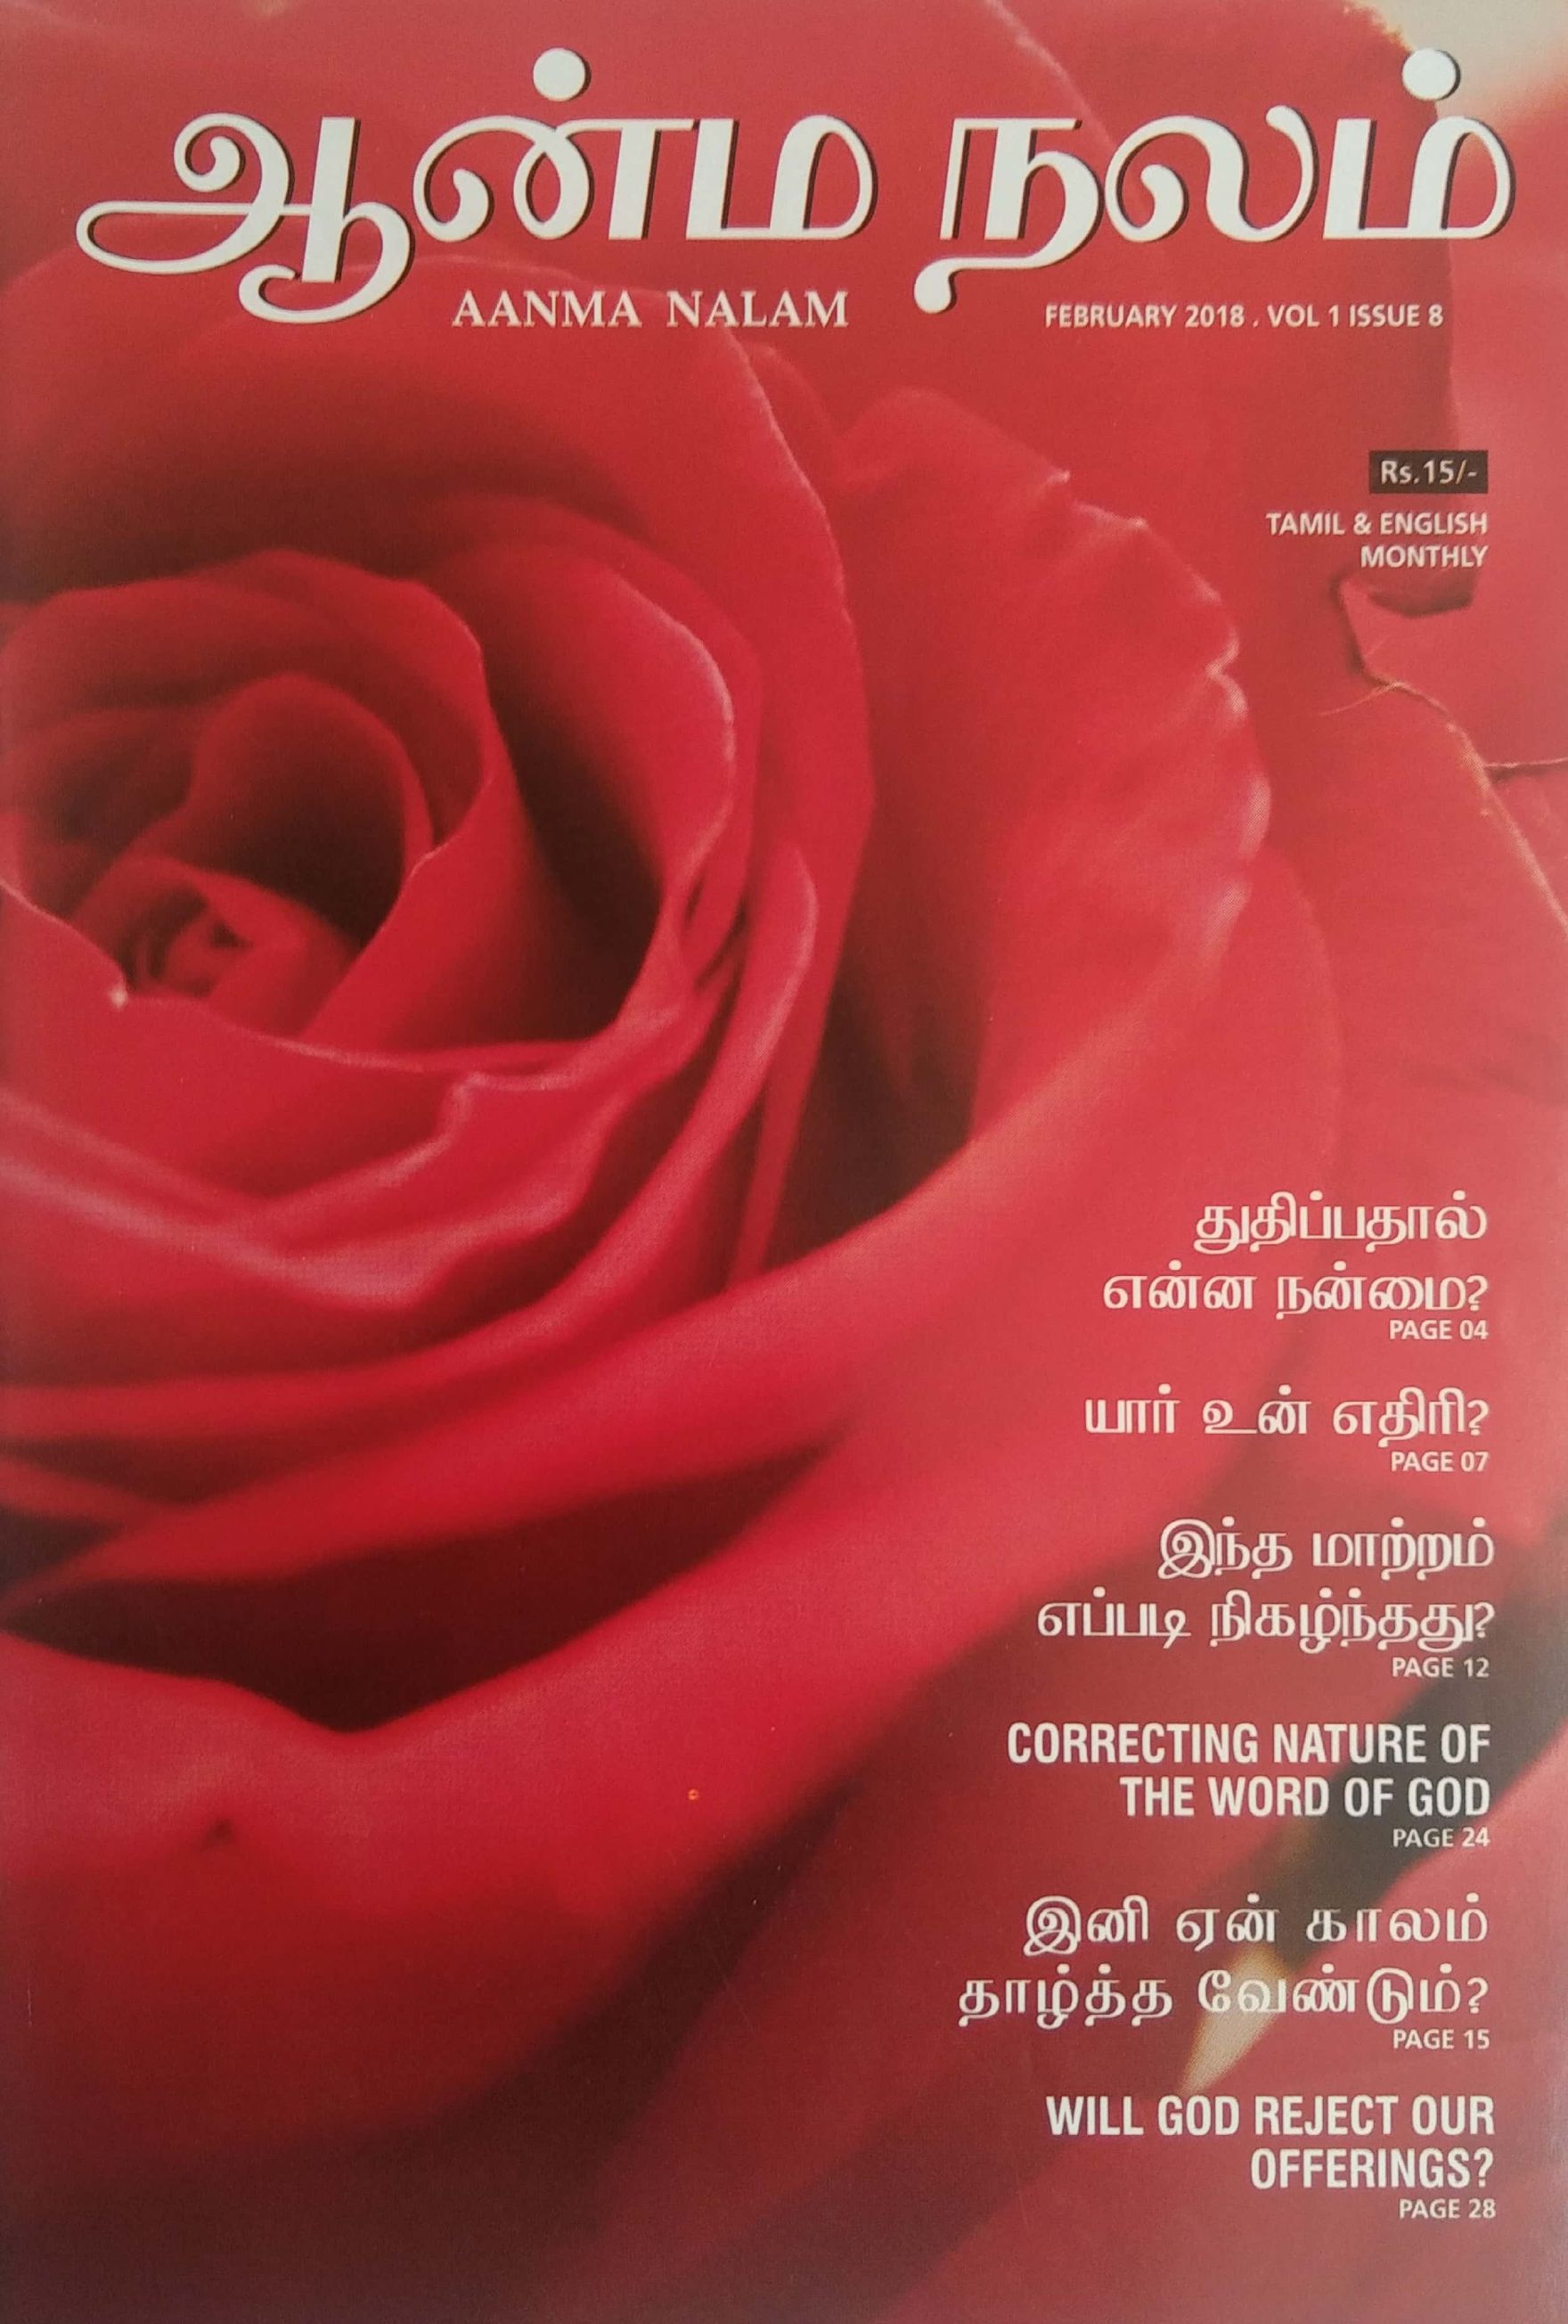 ஆன்ம நலம்
AANMA NALAM
FEBRUARY 2018 . VOL 1 ISSUE 8
Rs.15/-
TAMIL & ENGLISH
MONTHLY
துதிப்பதால்
என்ன நன்மை?
PAGE 04
யார் உன் எதிரி?
PAGE 07
இந்த மாற்றம்
எப்படி நிகழ்ந்தது?
PAGE 12
CORRECTING NATURE OF
THE WORD OF GOD
PAGE 24
இனி ஏன் காலம்
தாழ்த்த வேண்டும்?
PAGE 15
WILL GOD REJECT OUR
OFFERINGS?
PAGE 28